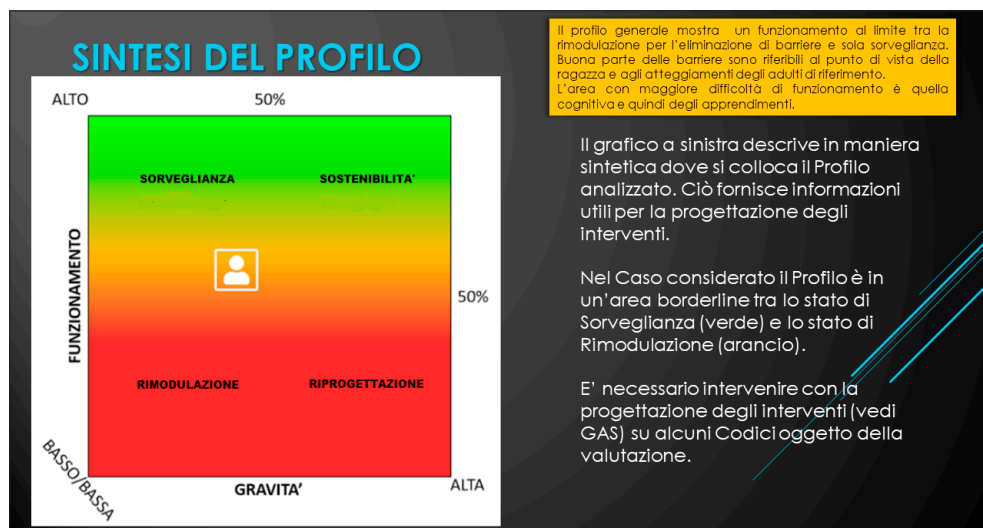 SINTESI DEL PROFILO
Il profilo generale mostra un funzionamento al limite tra la
rimodulazione per l'eliminazione di barriere e sola sorveglianza.
Buona parte delle barriere sono riferibili al punto di vista della
ragazza e agli atteggiamenti degli adulti di riferimento.
L'area con maggiore difficoltà di funzionamento è quella
cognitiva e quindi degli apprendimenti.
ALTO
50%
SORVEGLIANZA
SOSTENIBILITA'
FUNZIONAMENTO
50%
RIMODULAZIONE
RIPROGETTAZIONE
BASSO/BASSA
GRAVITA'
ALTA
Il grafico a sinistra descrive in maniera
sintetica dove si colloca il Profilo
analizzato. Ciò fornisce informazioni
utili per la progettazione degli
interventi.
Nel Caso considerato il Profilo è in
un'area borderline tra lo stato di
Sorveglianza (verde) e lo stato di
Rimodulazione (arancio).
E' necessario intervenire con la
progettazione degli interventi (vedi
GAS) su alcuni Codici oggetto della
valutazione.